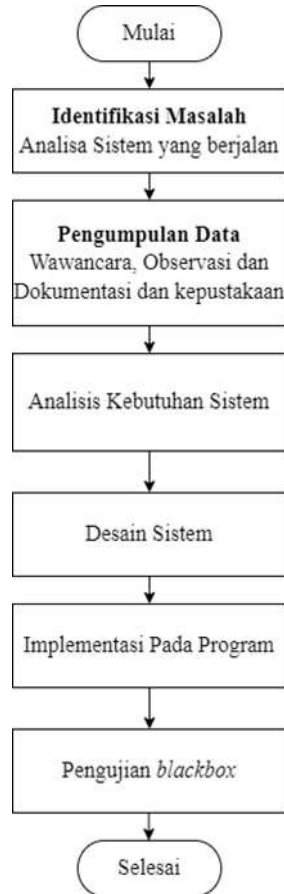 Mulai
Identifikasi Masalah
Analisa Sistem yang berjalan
Pengumpulan Data
Wawancara, Observasi dan
Dokumentasi dan kepustakaan
Analisis Kebutuhan Sistem
Desain Sistem
Implementasi Pada Program
Pengujian blackbox
Selesai